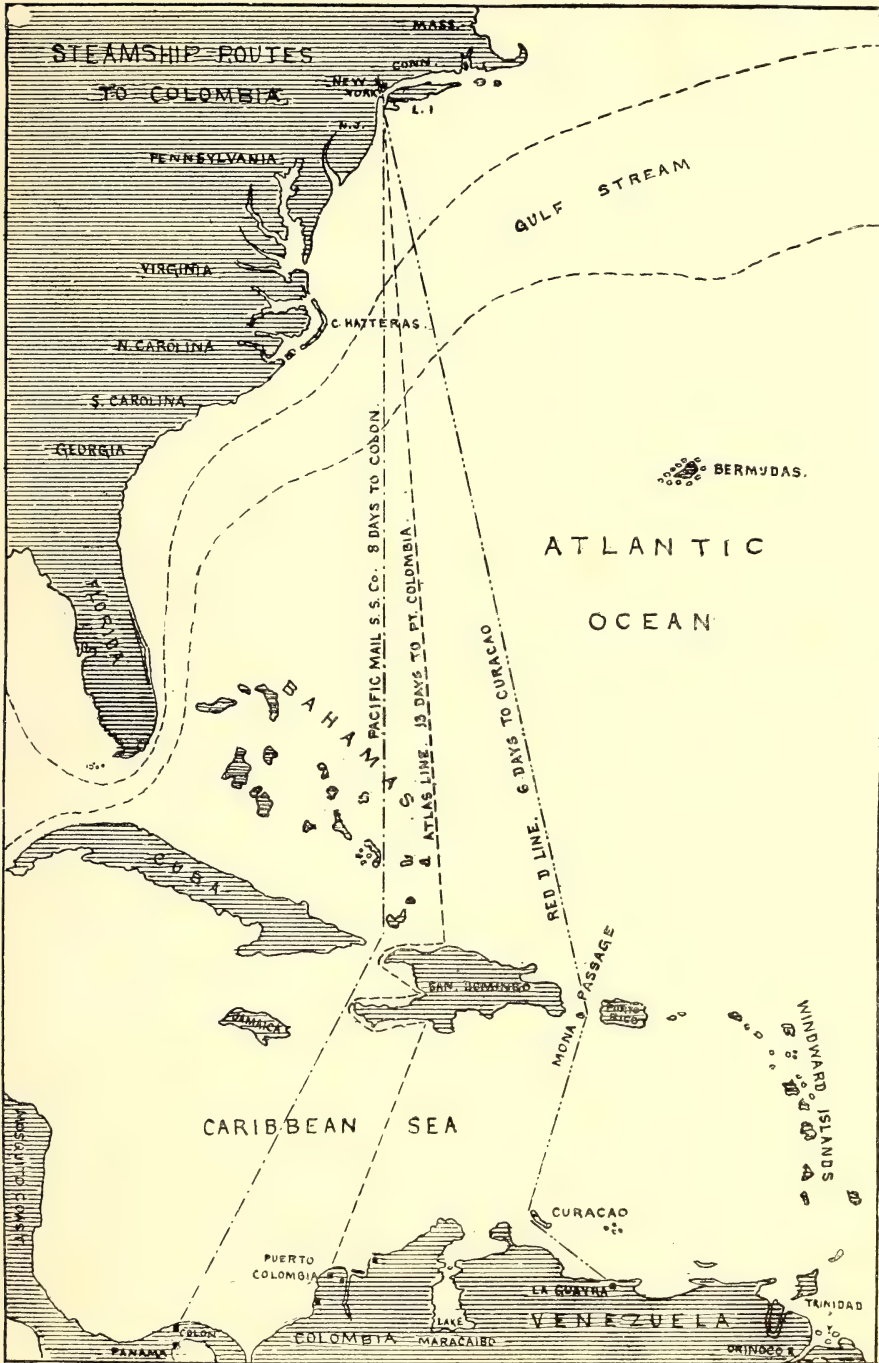 STEAMSHIP ROUTES
TO COLOMBIA.
MASS.
CONN.
NEW
YORK
L. I
N.J.
PENNSYLVANIA.
GULF STREAM
VIRGINIA
C. HATTERAS.
N. CAROLINA
S. CAROLINA
GEORGIA
BERMUDAS.
ATLANTIC
OCEAN
FLORIDA
PACIFIC MAIL S.S. Co. 8 DAYS TO COLON.
ATLAS LINE. 13 DAYS TO PT. COLOMBIA.
RED D LINE. 6 DAYS TO CURACAO
BAHAMAS
CUBA
SAN. DOMINGO
JAMAICA
MONA PASSAGE
PUERTO
RICO
WINDWARD ISLANDS
CARIBBEAN SEA
MOSQUITO COAST
CURACAO
PUERTO
COLOMBIA
LA GUAYRA
VENEZUELA
TRINIDAD
COLON
PANAMA
COLOMBIA
LAKE
MARACAIBO
ORINOCO R.